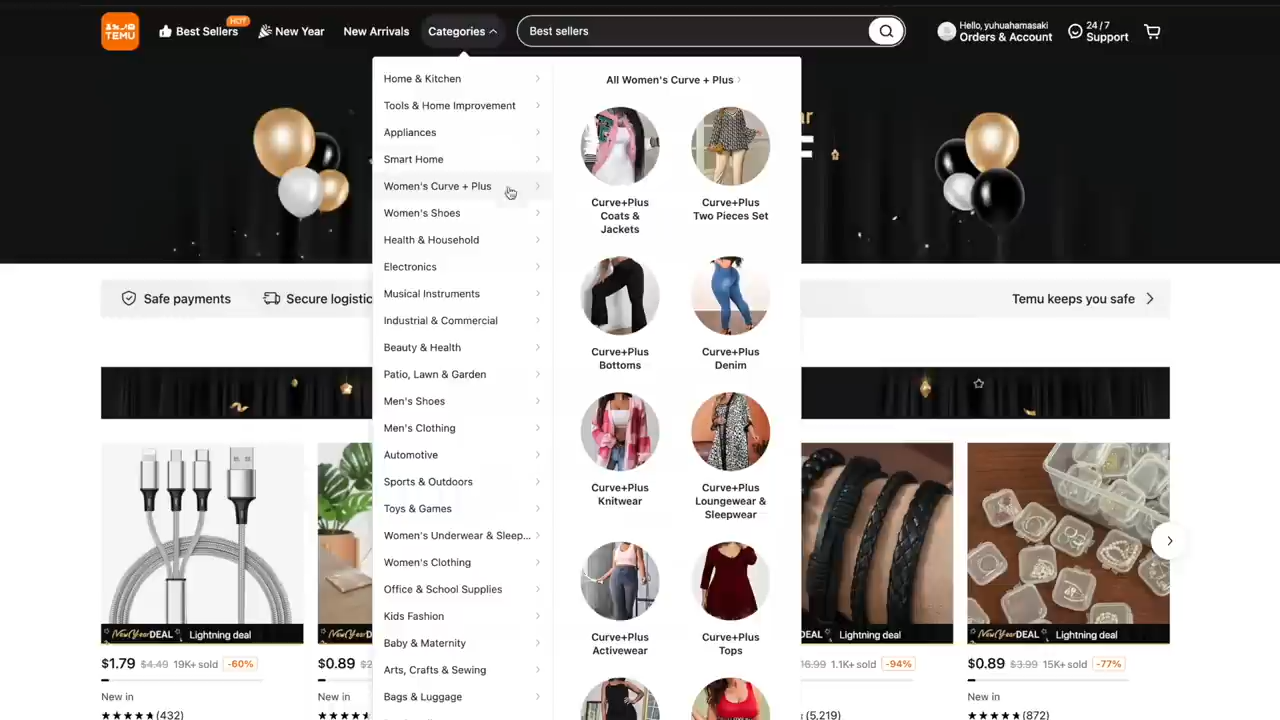 TEMU
Best Sellers
HOT
New Year
New Arrivals
Categories
Best sellers
Hello, yuhuahamasaki
Orders & Account
24/7
Support
Home & Kitchen
Tools & Home Improvement
Appliances
Smart Home
Women's Curve + Plus
Women's Shoes
Health & Household
Electronics
Musical Instruments
Industrial & Commercial
Beauty & Health
Patio, Lawn & Garden
Men's Shoes
Men's Clothing
Automotive
Sports & Outdoors
Toys & Games
Women's Underwear & Sleep...
Women's Clothing
Office & School Supplies
Kids Fashion
Baby & Maternity
Arts, Crafts & Sewing
Bags & Luggage
All Women's Curve + Plus
Curve+Plus
Coats &
Jackets
Curve+Plus
Two Pieces Set
Curve+Plus
Bottoms
Curve+Plus
Denim
Curve+Plus
Knitwear
Curve+Plus
Loungewear &
Sleepwear
Curve+Plus
Activewear
Curve+Plus
Tops
Safe payments
Secure logistic
Temu keeps you safe
New Year DEAL Lightning deal
$1.79 $4.49 19K+ sold -60%
New in
(432)
$0.89
New in
DEAL Lightning deal
16.99 1.1K+ sold -94%
(5,219)
New Year DEAL Lightning deal
$0.89 $3.99 15K+ sold -77%
New in
(872)